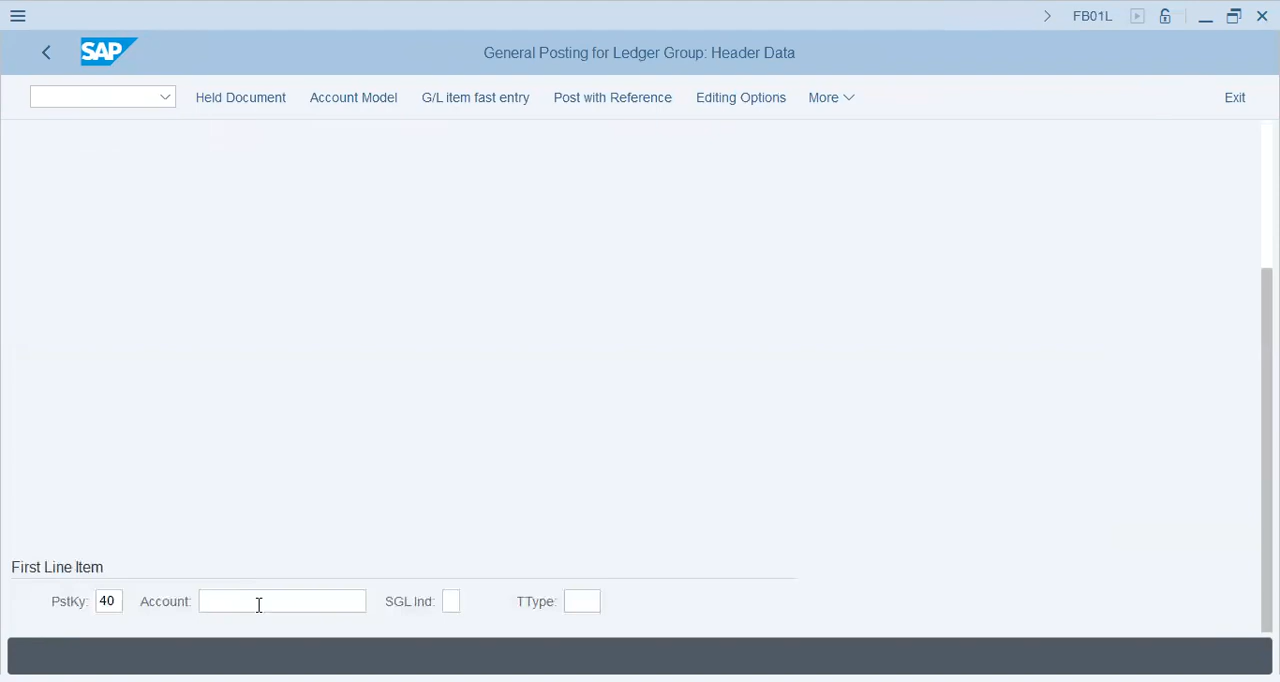 FB01L
SAP
General Posting for Ledger Group: Header Data
Held Document Account Model G/L item fast entry Post with Reference Editing Options More Exit
First Line Item
PstKy: 40 Account: SGL Ind: TType: